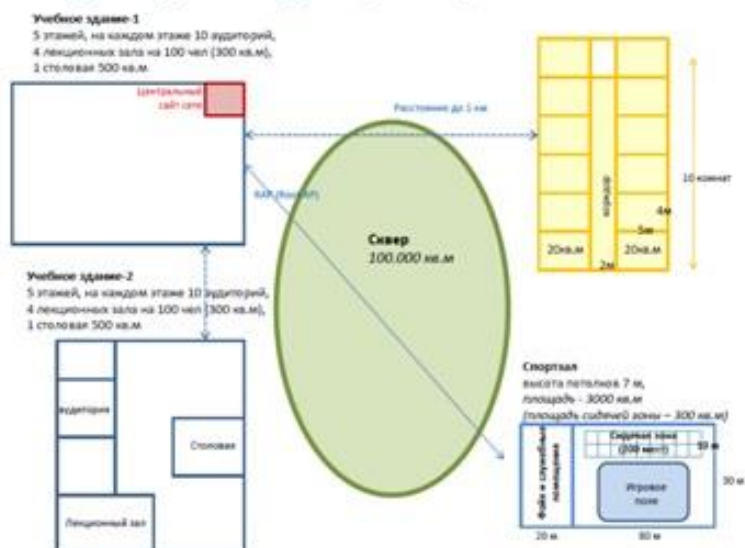 Учебное здание-1
5 этажей, на каждом этаже 10 аудиторий,
4 лекционных зала на 100 чел (300 кв.м),
1 столовая 500 кв.м
Центральный
сайт сети
Расстояние до 1 км
RAP (Root AP)
Сквер
100.000 кв.м
коридор
10 комнат
4м
5м
20кв.м
20кв.м
2м
Учебное здание-2
5 этажей, на каждом этаже 10 аудиторий,
4 лекционных зала на 100 чел (300 кв.м),
1 столовая 500 кв.м
аудитория
Столовая
Лекционный зал
Спортзал
высота потолков 7 м,
площадь - 3000 кв.м
(площадь сидячей зоны – 300 кв.м)
Фойе и служебные
помещения
Сидячая зона
(200 мест)
Игровое
поле
30 м
20 м
80 м